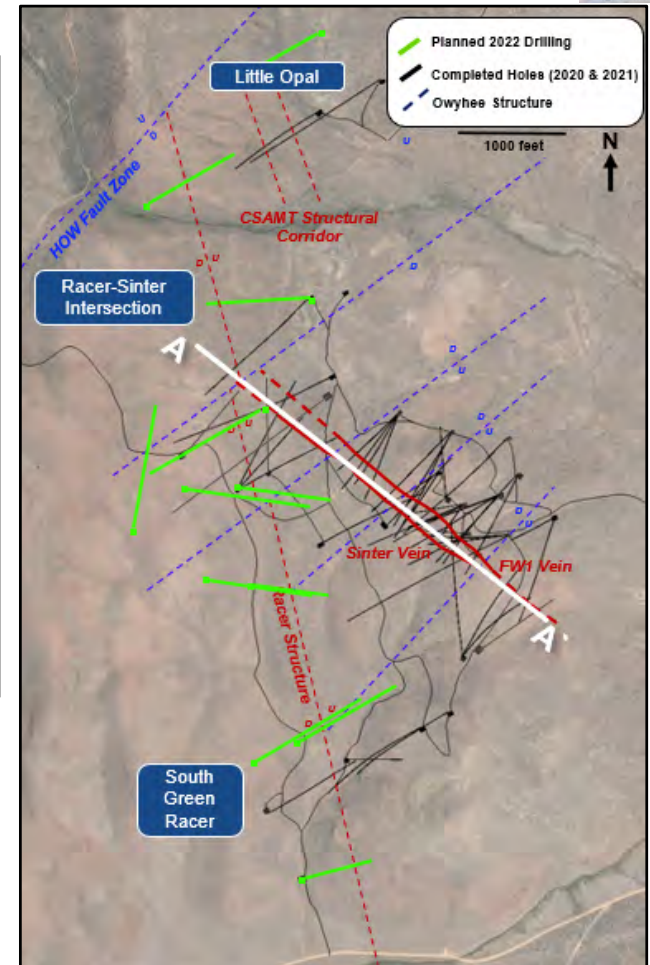 Planned 2022 Drilling
Completed Holes (2020 & 2021)
Owyhee Structure
1000 feet
N
Little Opal
U
D
U
HOW Fault Zone
CSAMT Structural
Corridor
D U
D
Racer-Sinter
Intersection
A
D
U
D
U
U
D
U
Sinter Vein
FW1 Vein
A'
Racer Structure
D
U
South
Green
Racer